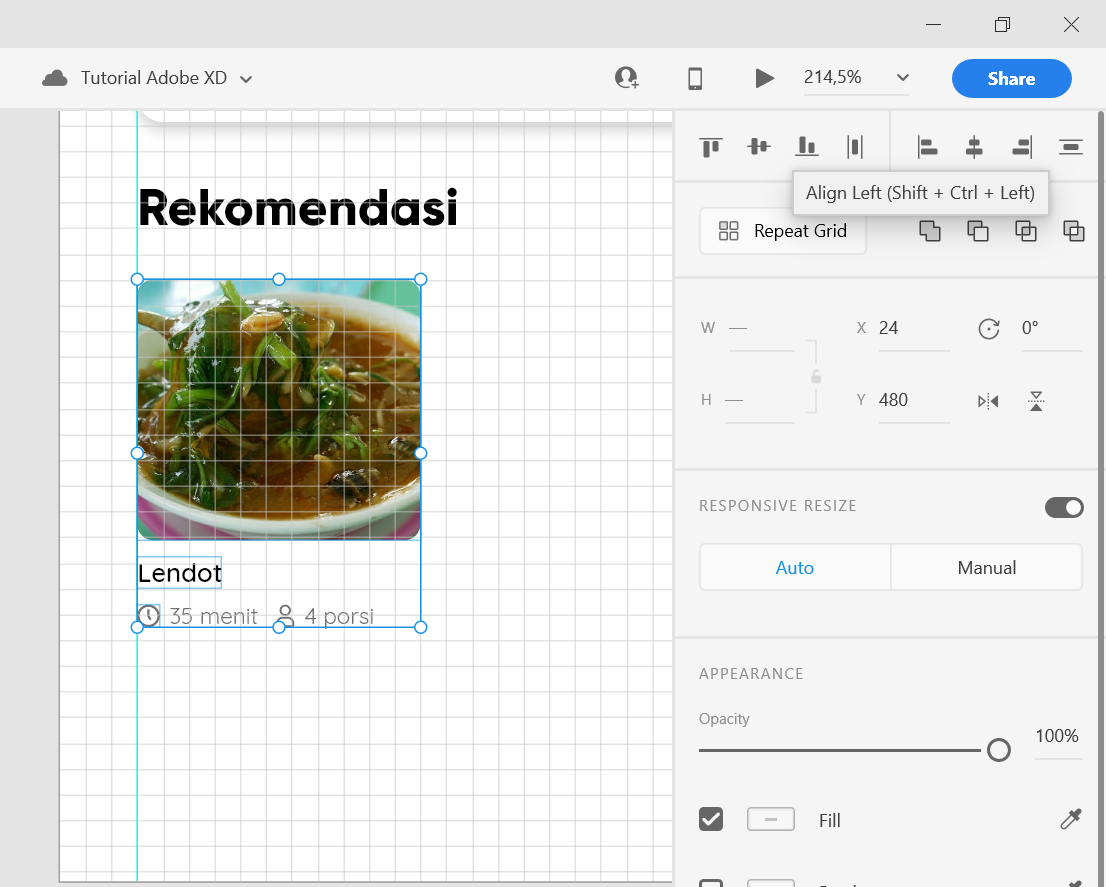 Tutorial Adobe XD
214,5%
Share
Align Left (Shift + Ctrl + Left)
Repeat Grid
Rekomendasi
W —
X 24
0°
H —
Y 480
RESPONSIVE RESIZE
Auto
Manual
Lendot
35 menit
4 porsi
APPEARANCE
Opacity
100%
Fill